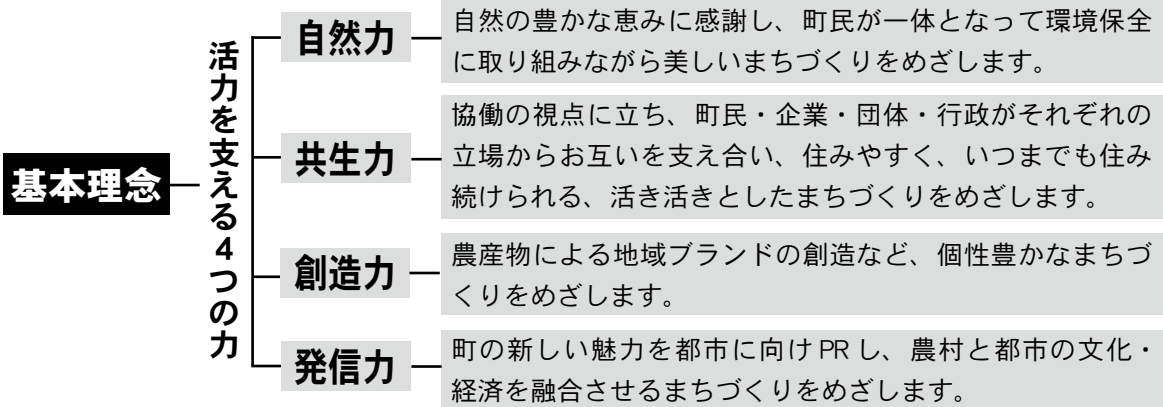 基本理念
活力を支える4つの力
自然力
自然の豊かな恵みに感謝し、町民が一体となって環境保全
に取り組みながら美しいまちづくりをめざします。
共生力
協働の視点に立ち、町民・企業・団体・行政がそれぞれの
立場からお互いを支え合い、住みやすく、いつまでも住み
続けられる、活き活きとしたまちづくりをめざします。
創造力
農産物による地域ブランドの創造など、個性豊かなまちづ
くりをめざします。
発信力
町の新しい魅力を都市に向けPRし、農村と都市の文化・
経済を融合させるまちづくりをめざします。